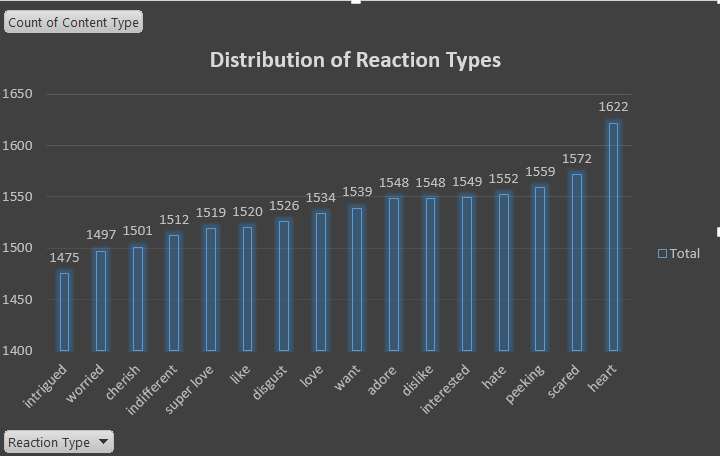 Count of Content Type
Distribution of Reaction Types
1650
1600
1550
1500
1450
1400
1475
1497
1501
1512
1519
1520
1526
1534
1539
1548
1548
1549
1552
1559
1572
1622
Total
intrigued
worried
cherish
indifferent
super love
like
disgust
love
want
adore
dislike
interested
hate
peeking
scared
heart
Reaction Type